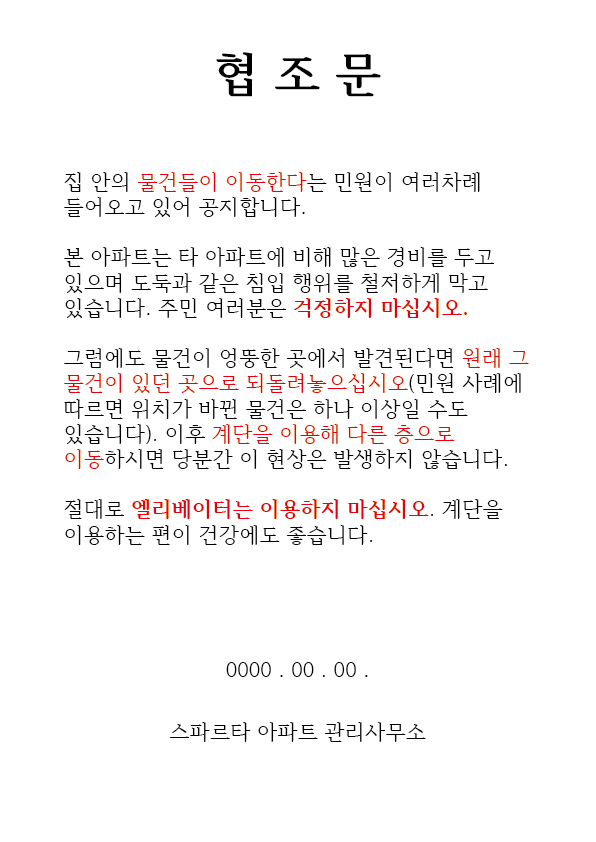 협 조 문
집 안의 물건들이 이동한다는 민원이 여러차례
들어오고 있어 공지합니다.
본 아파트는 타 아파트에 비해 많은 경비를 두고
있으며 도둑과 같은 침입 행위를 철저하게 막고
있습니다. 주민 여러분은 걱정하지 마십시오.
그럼에도 물건이 엉뚱한 곳에서 발견된다면 원래 그
물건이 있던 곳으로 되돌려놓으십시오(민원 사례에
따르면 위치가 바뀐 물건은 하나 이상일 수도
있습니다). 이후 계단을 이용해 다른 층으로
이동하시면 당분간 이 현상은 발생하지 않습니다.
절대로 엘리베이터는 이용하지 마십시오. 계단을
이용하는 편이 건강에도 좋습니다.
0000 . 00 . 00 .
스파르타 아파트 관리사무소